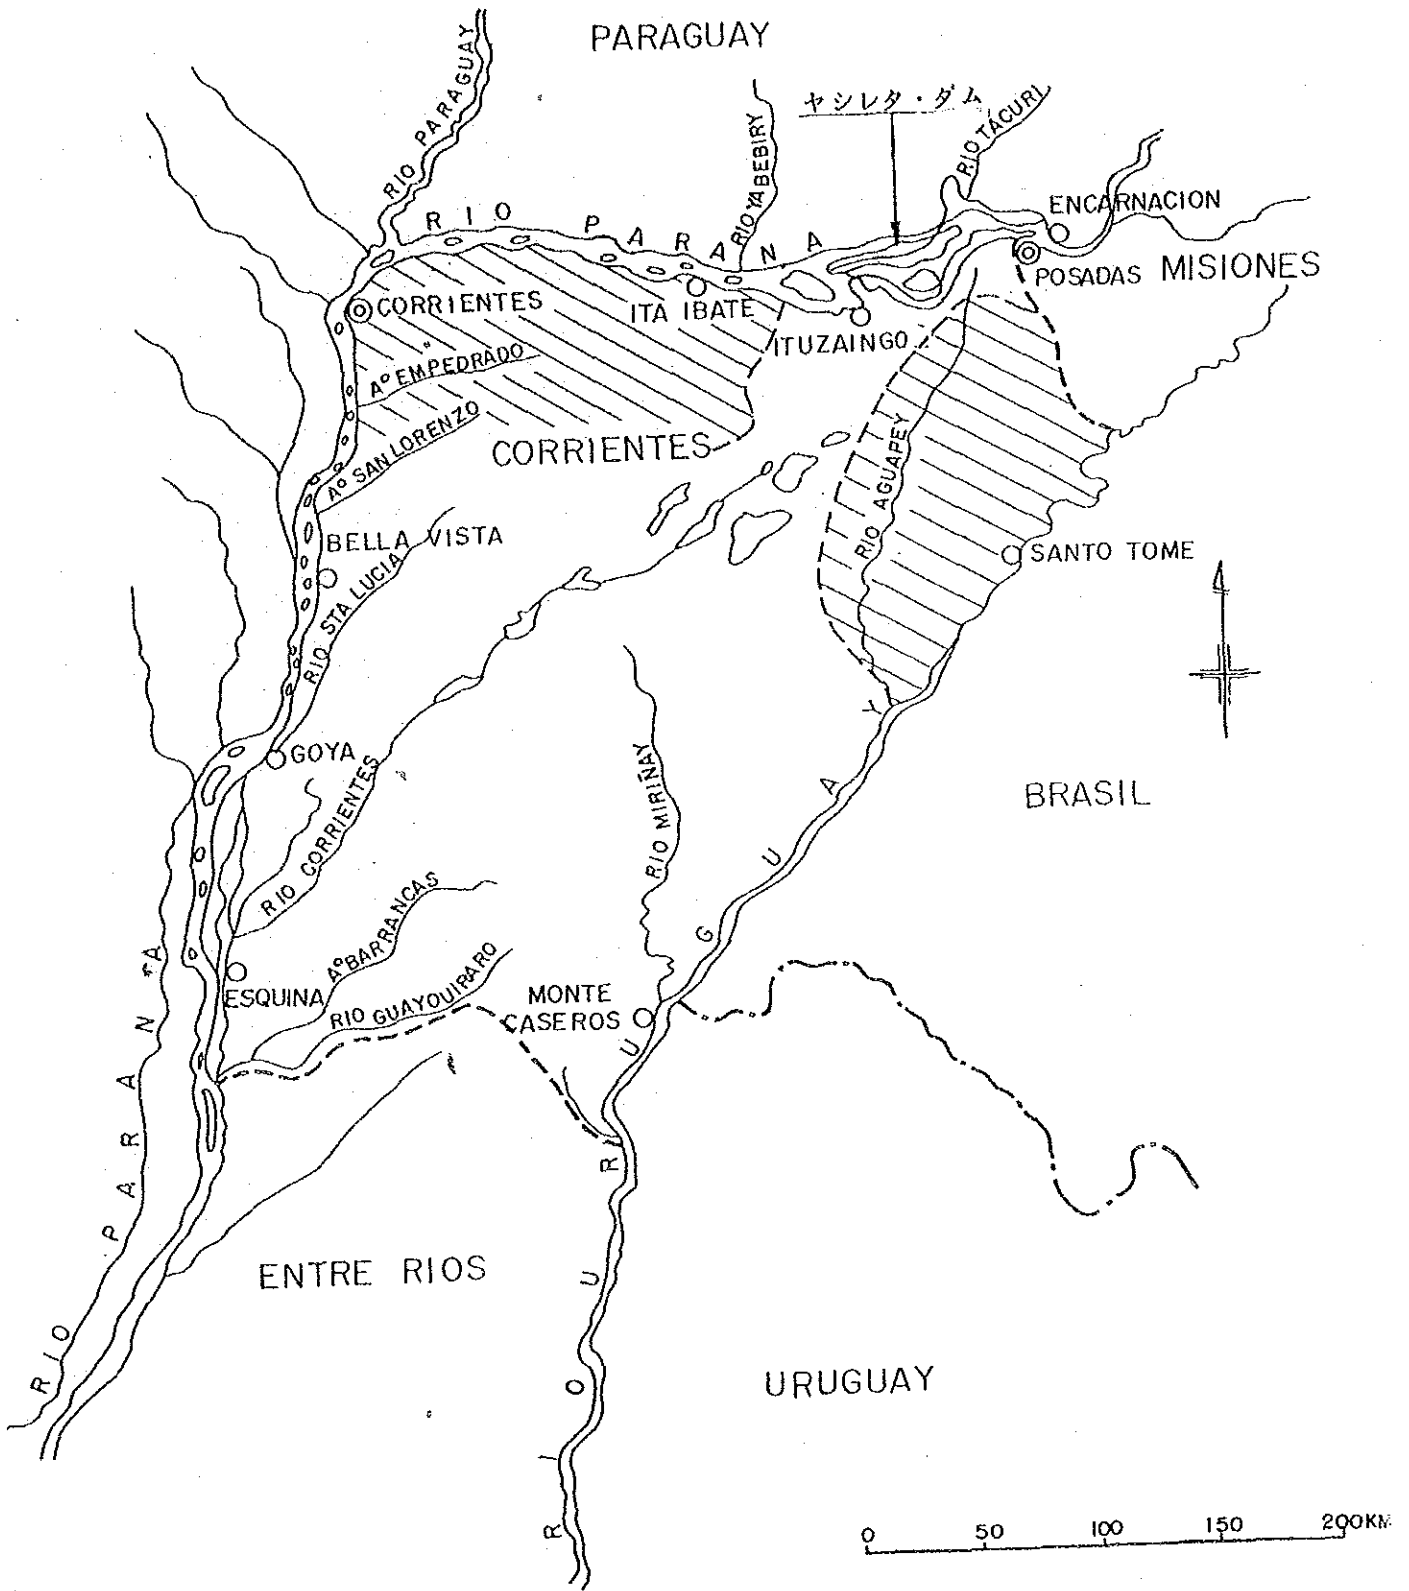 PARAGUAY
RIO PARAGUAY
ヤシレタ・ダム
RIO TACURI
RIO YABEBIRY
RIO PARANA
ENCARNACION
POSADAS
MISIONES
CORRIENTES
ITA IBATE
ITUZAINGO
Aº EMPEDRADO
Aº SAN LORENZO
CORRIENTES
RIO AGUAPEY
BELLA VISTA
SANTO TOME
RIO STA LUCIA
GOYA
RIO CORRIENTES
RIO MIRIÑAY
BRASIL
Aº BARRANCAS
ESQUINA
RIO GUAYQUIRARO
MONTE
CASEROS
RIO PARANA
RIO URUGUAY
ENTRE RIOS
URUGUAY
0 50 100 150 200KM